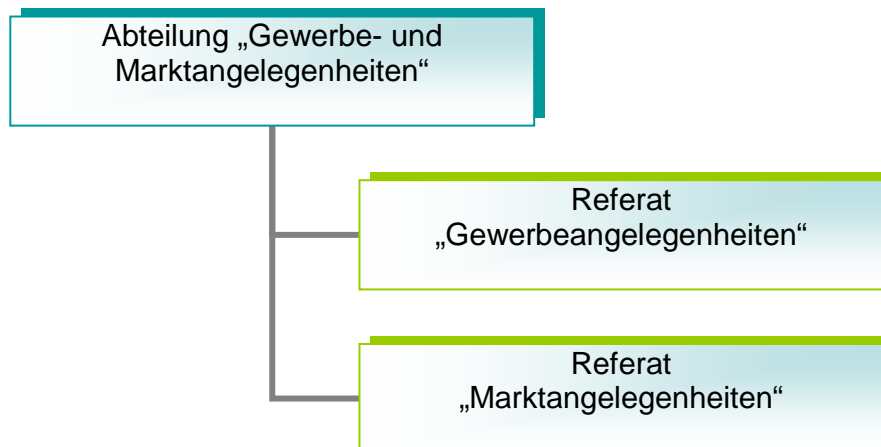 Abteilung „Gewerbe- und
Marktangelegenheiten“
Referat
„Gewerbeangelegenheiten“
Referat
„Marktangelegenheiten“